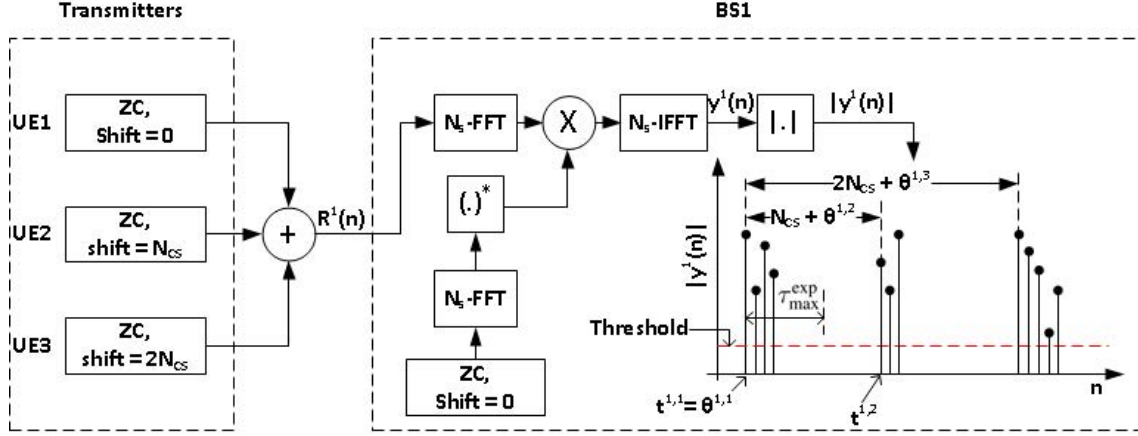 Transmitters
BS1
UE1
ZC,
Shift = 0
UE2
ZC,
shift = N_CS
UE3
ZC,
shift = 2N_CS
+
R¹(n)
N_s-FFT
X
N_s-IFFT
y¹(n)
|.|
|y¹(n)|
(.)*
N_s-FFT
ZC,
Shift = 0
2N_CS + θ^1,3
N_CS + θ^1,2
|y¹(n)|
τ_max^exp
Threshold
n
t^1,1 = θ^1,1
t^1,2